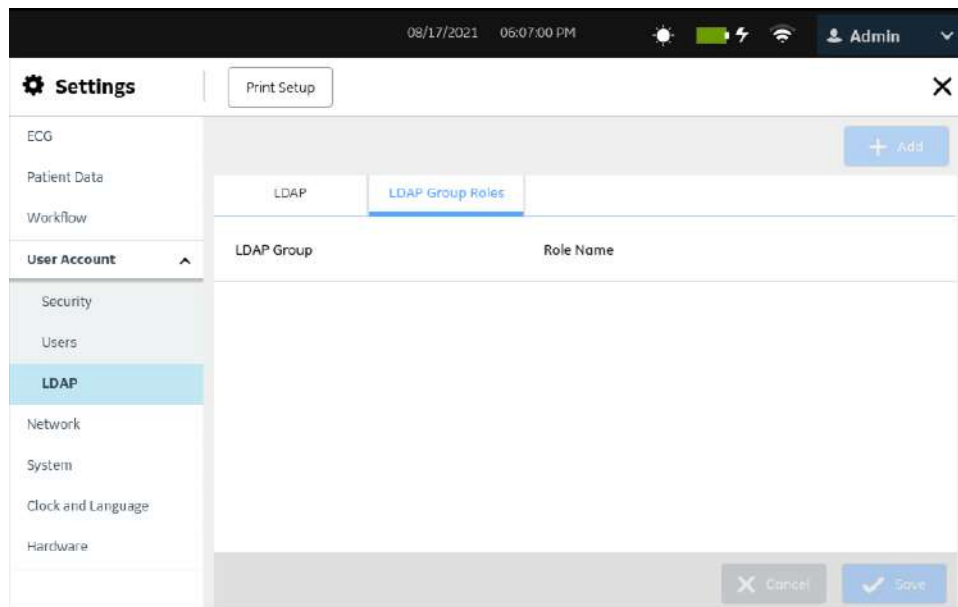 08/17/2021 06:07:00 PM Admin
Settings Print Setup
ECG
Add
Patient Data
LDAP LDAP Group Roles
Workflow
User Account
LDAP Group Role Name
Security
Users
LDAP
Network
System
Clock and Language
Hardware
Cancel Save